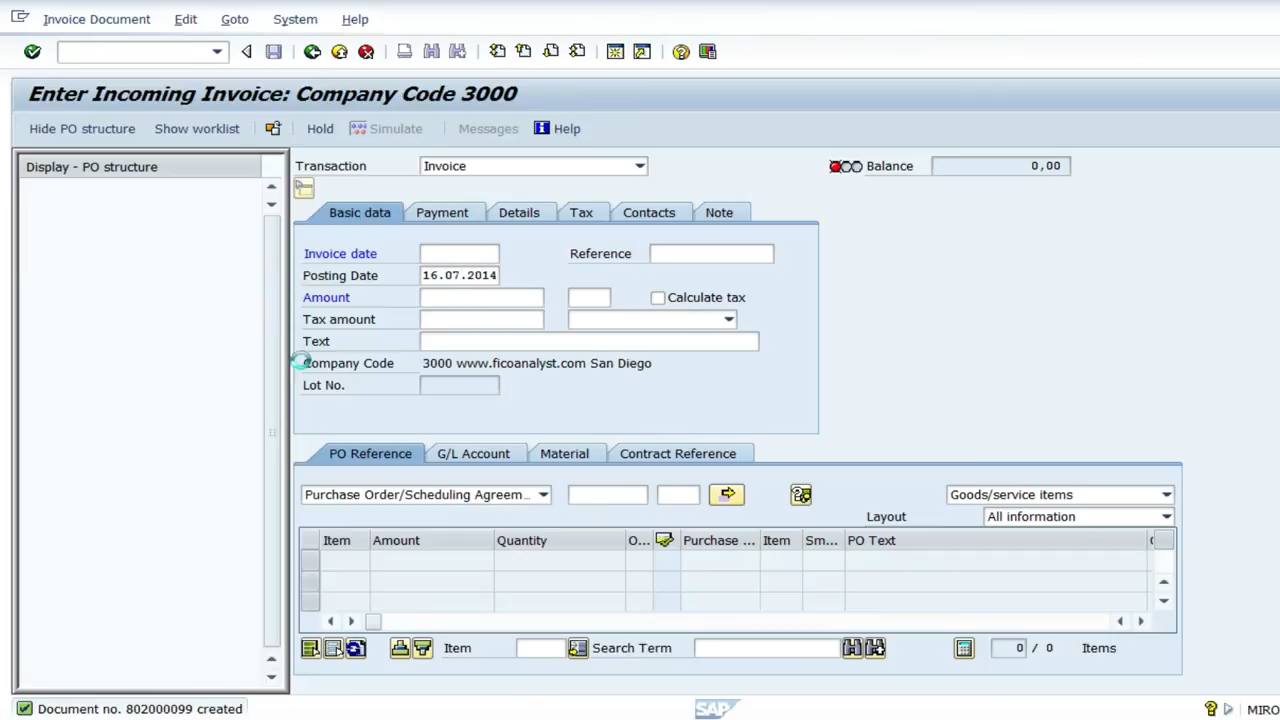 Invoice Document Edit Goto System Help
Enter Incoming Invoice: Company Code 3000
Hide PO structure Show worklist Hold Simulate Messages Help
Display - PO structure
Transaction Invoice Balance 0,00
Basic data Payment Details Tax Contacts Note
Invoice date Reference
Posting Date 16.07.2014
Amount Calculate tax
Tax amount
Text
Company Code 3000 www.ficoanalyst.com San Diego
Lot No.
PO Reference G/L Account Material Contract Reference
Purchase Order/Scheduling Agreem... Goods/service items
Layout All information
Item Amount Quantity O... Purchase ... Item Sm... PO Text
Item Search Term 0 / 0 Items
Document no. 802000099 created SAP MIRO